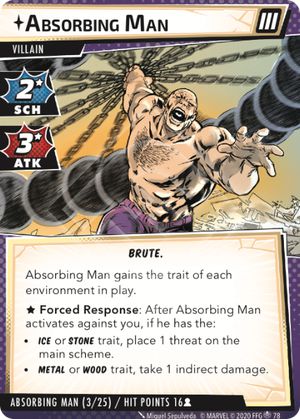 ABSORBING MAN
III
VILLAIN
2*
SCH
3*
ATK
BRUTE.
Absorbing Man gains the trait of each
environment in play.
★ Forced Response: After Absorbing Man
activates against you, if he has the:
• ICE or STONE trait, place 1 threat on the
main scheme.
• METAL or WOOD trait, take 1 indirect damage.
ABSORBING MAN (3/25) / HIT POINTS 16
Miguel Sepulveda © MARVEL © 2020 FFG 78